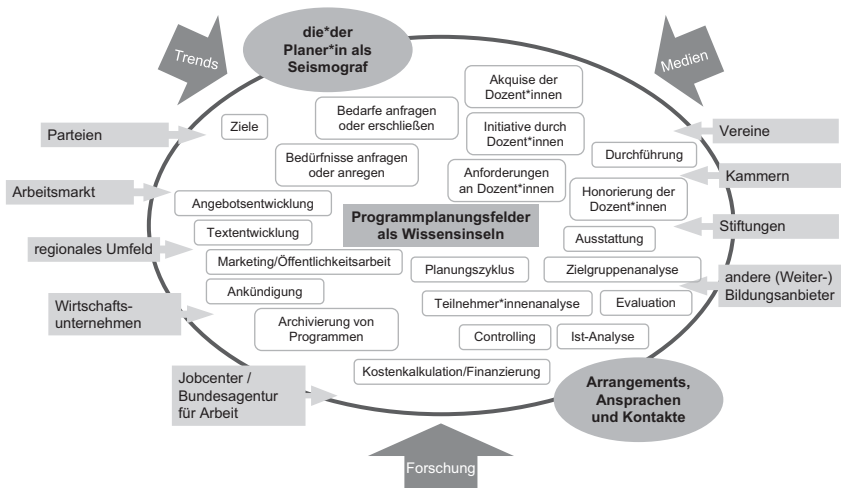 die*der
Planer*in als
Seismograf
Trends
Medien
Akquise der
Dozent*innen
Bedarfe anfragen
oder erschließen
Ziele
Initiative durch
Dozent*innen
Parteien
Vereine
Bedürfnisse anfragen
oder anregen
Durchführung
Anforderungen
an Dozent*innen
Kammern
Arbeitsmarkt
Angebotsentwicklung
Honorierung der
Dozent*innen
Programmplanungsfelder
als Wissensinseln
Textentwicklung
Stiftungen
Ausstattung
regionales Umfeld
Marketing/Öffentlichkeitsarbeit
Planungszyklus
Zielgruppenanalyse
andere (Weiter-)
Bildungsanbieter
Ankündigung
Teilnehmer*innenanalyse
Evaluation
Wirtschafts-
unternehmen
Archivierung von
Programmen
Controlling
Ist-Analyse
Kostenkalkulation/Finanzierung
Jobcenter /
Bundesagentur
für Arbeit
Arrangements,
Ansprachen
und Kontakte
Forschung